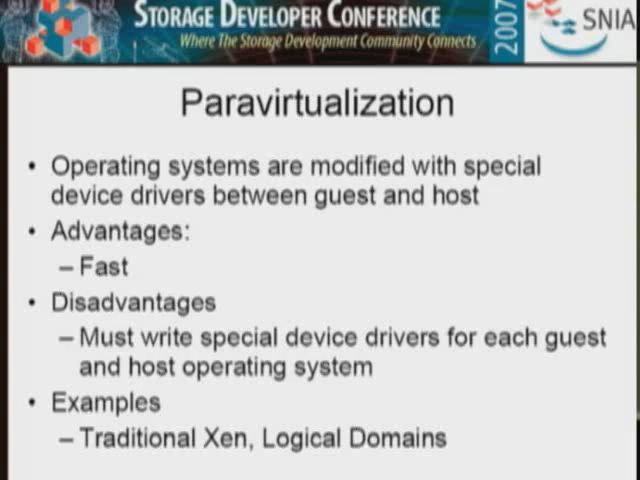 STORAGE DEVELOPER CONFERENCE
Where The Storage Development Community Connects
2007
SNIA
Paravirtualization
• Operating systems are modified with special
device drivers between guest and host
• Advantages:
– Fast
• Disadvantages
– Must write special device drivers for each guest
and host operating system
• Examples
– Traditional Xen, Logical Domains